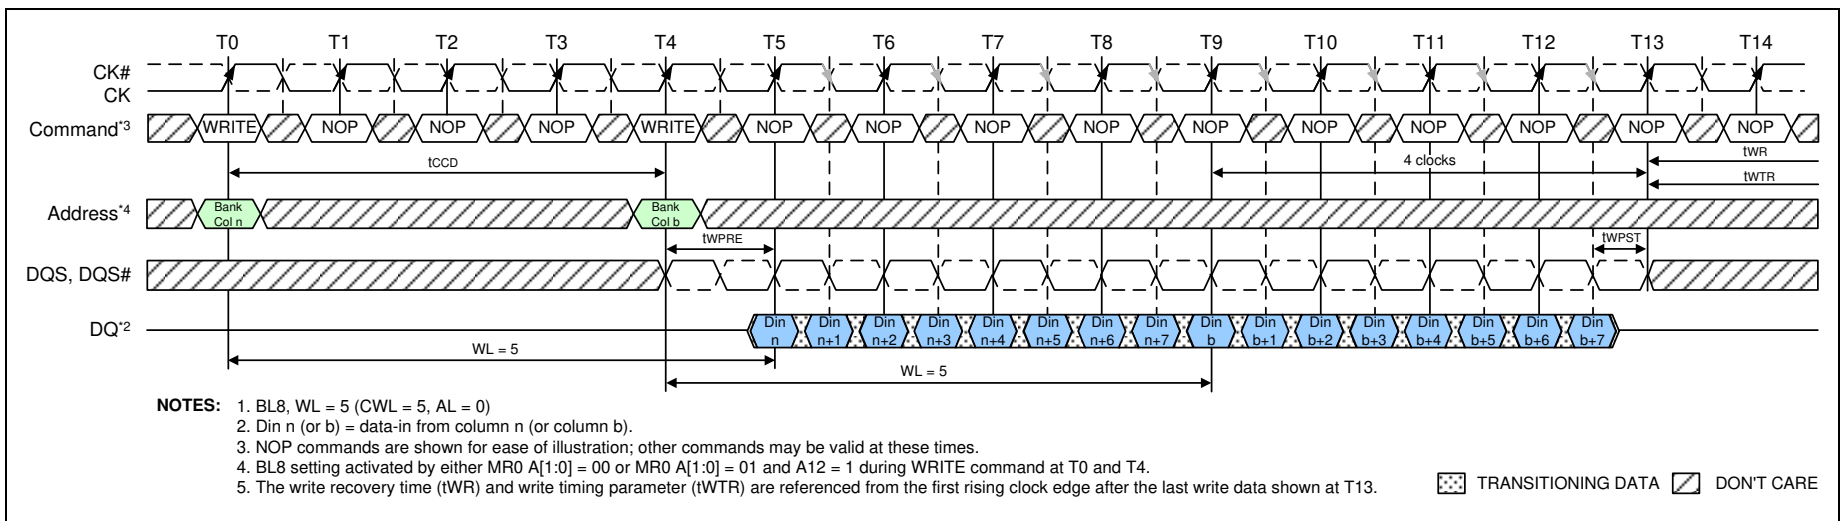 T0 T1 T2 T3 T4 T5 T6 T7 T8 T9 T10 T11 T12 T13 T14
CK#
CK
Command*3 WRITE NOP NOP NOP WRITE NOP NOP NOP NOP NOP NOP NOP NOP NOP NOP
tCCD 4 clocks tWR
tWTR
Address*4 Bank Col n Bank Col b
tWPRE tWPST
DQS, DQS#
DQ*2 Din n Din n+1 Din n+2 Din n+3 Din n+4 Din n+5 Din n+6 Din n+7 Din b Din b+1 Din b+2 Din b+3 Din b+4 Din b+5 Din b+6 Din b+7
WL = 5
WL = 5
NOTES: 1. BL8, WL = 5 (CWL = 5, AL = 0)
2. Din n (or b) = data-in from column n (or column b).
3. NOP commands are shown for ease of illustration; other commands may be valid at these times.
4. BL8 setting activated by either MR0 A[1:0] = 00 or MR0 A[1:0] = 01 and A12 = 1 during WRITE command at T0 and T4.
5. The write recovery time (tWR) and write timing parameter (tWTR) are referenced from the first rising clock edge after the last write data shown at T13.
TRANSITIONING DATA DON'T CARE